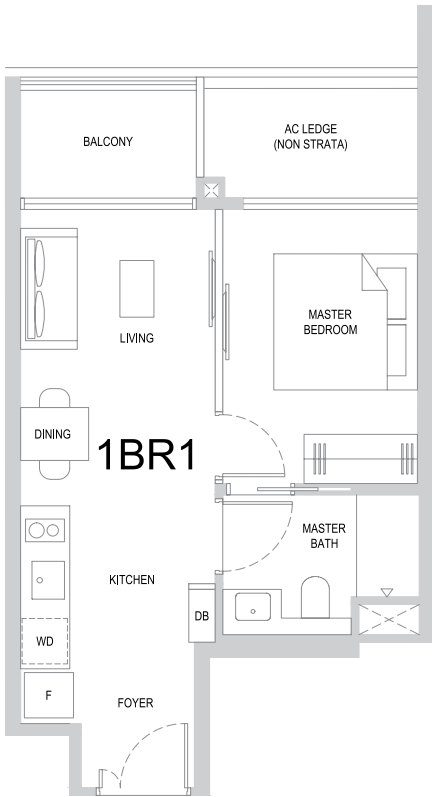 BALCONY
AC LEDGE
(NON STRATA)
LIVING
MASTER
BEDROOM
DINING
1BR1
MASTER
BATH
KITCHEN
DB
WD
F
FOYER